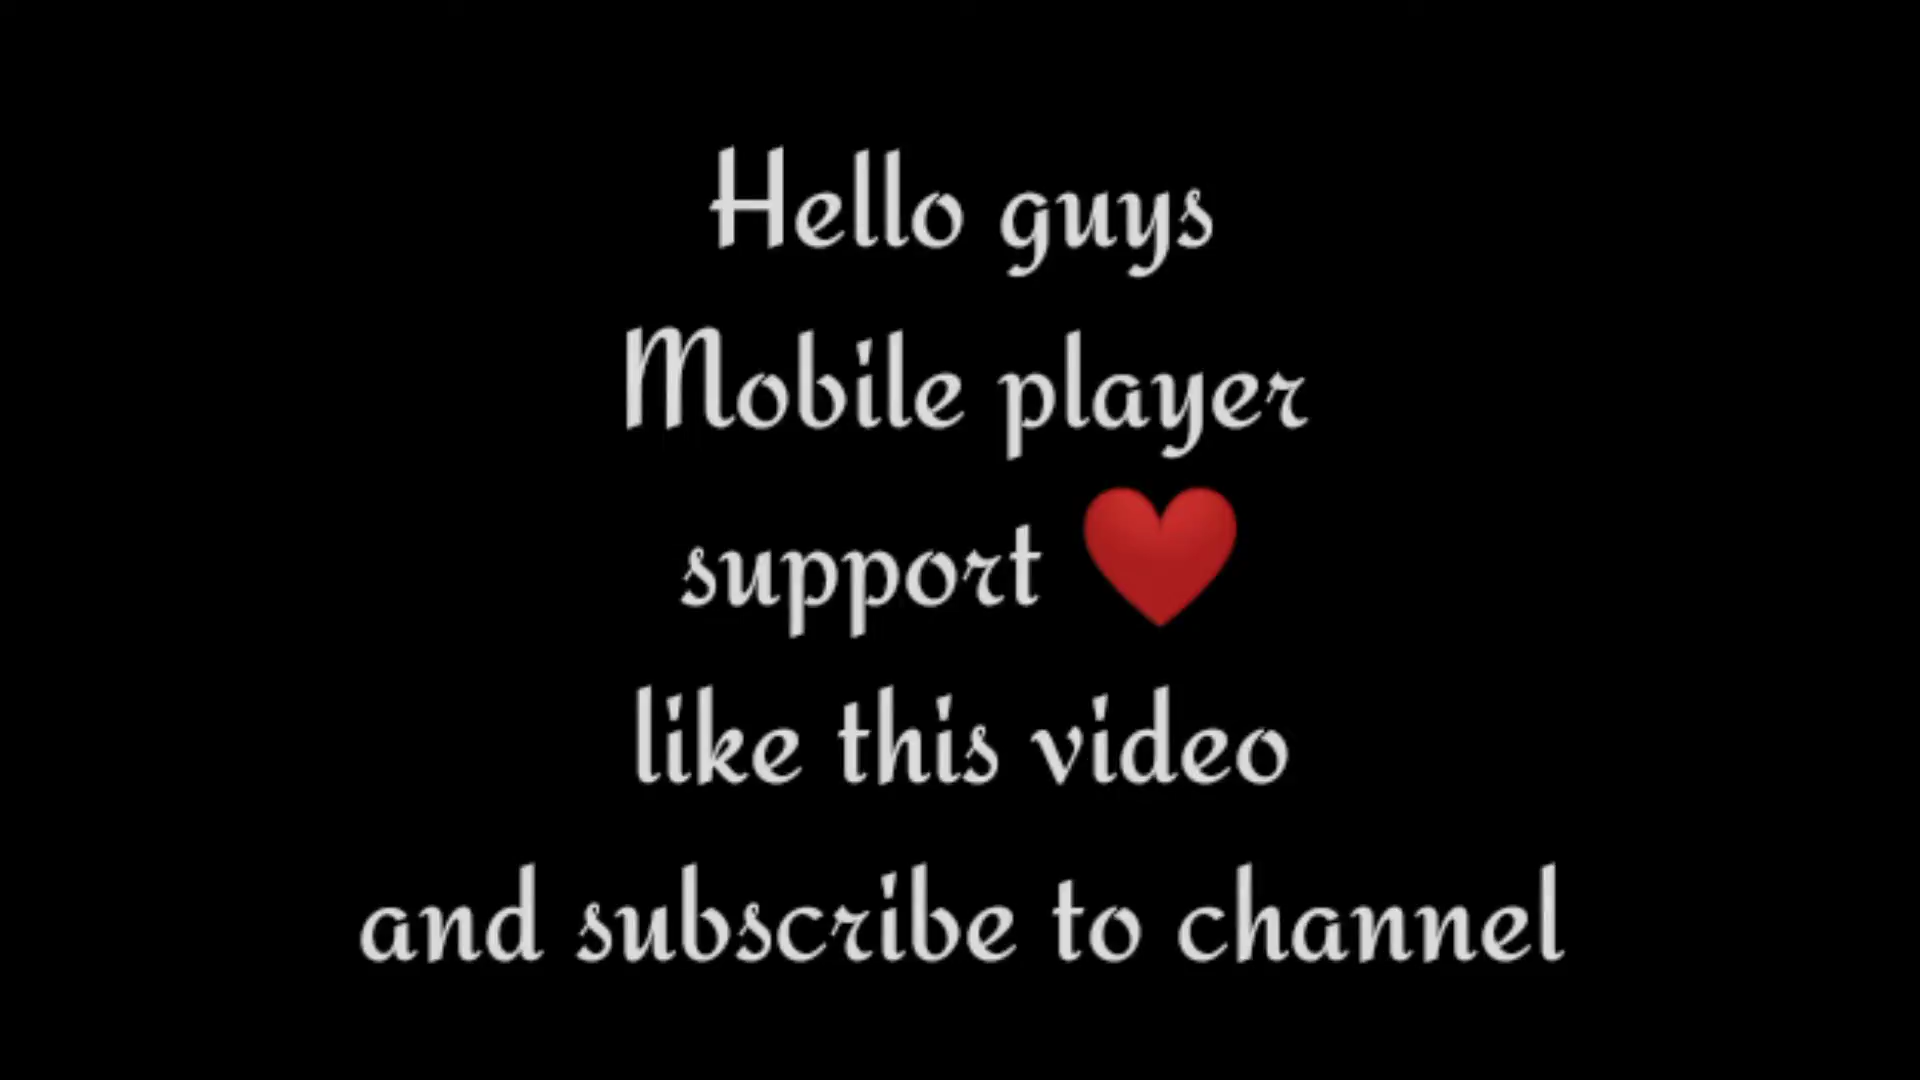 Hello guys
Mobile player
support ❤️
like this video
and subscribe to channel